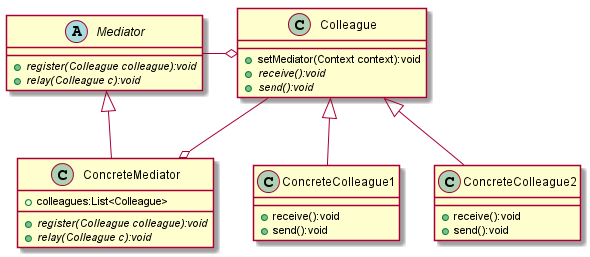 A Mediator
register(Colleague colleague):void
relay(Colleague c):void
C Colleague
setMediator(Context context):void
receive():void
send():void
C ConcreteMediator
colleagues:List<Colleague>
register(Colleague colleague):void
relay(Colleague c):void
C ConcreteColleague1
receive():void
send():void
C ConcreteColleague2
receive():void
send():void